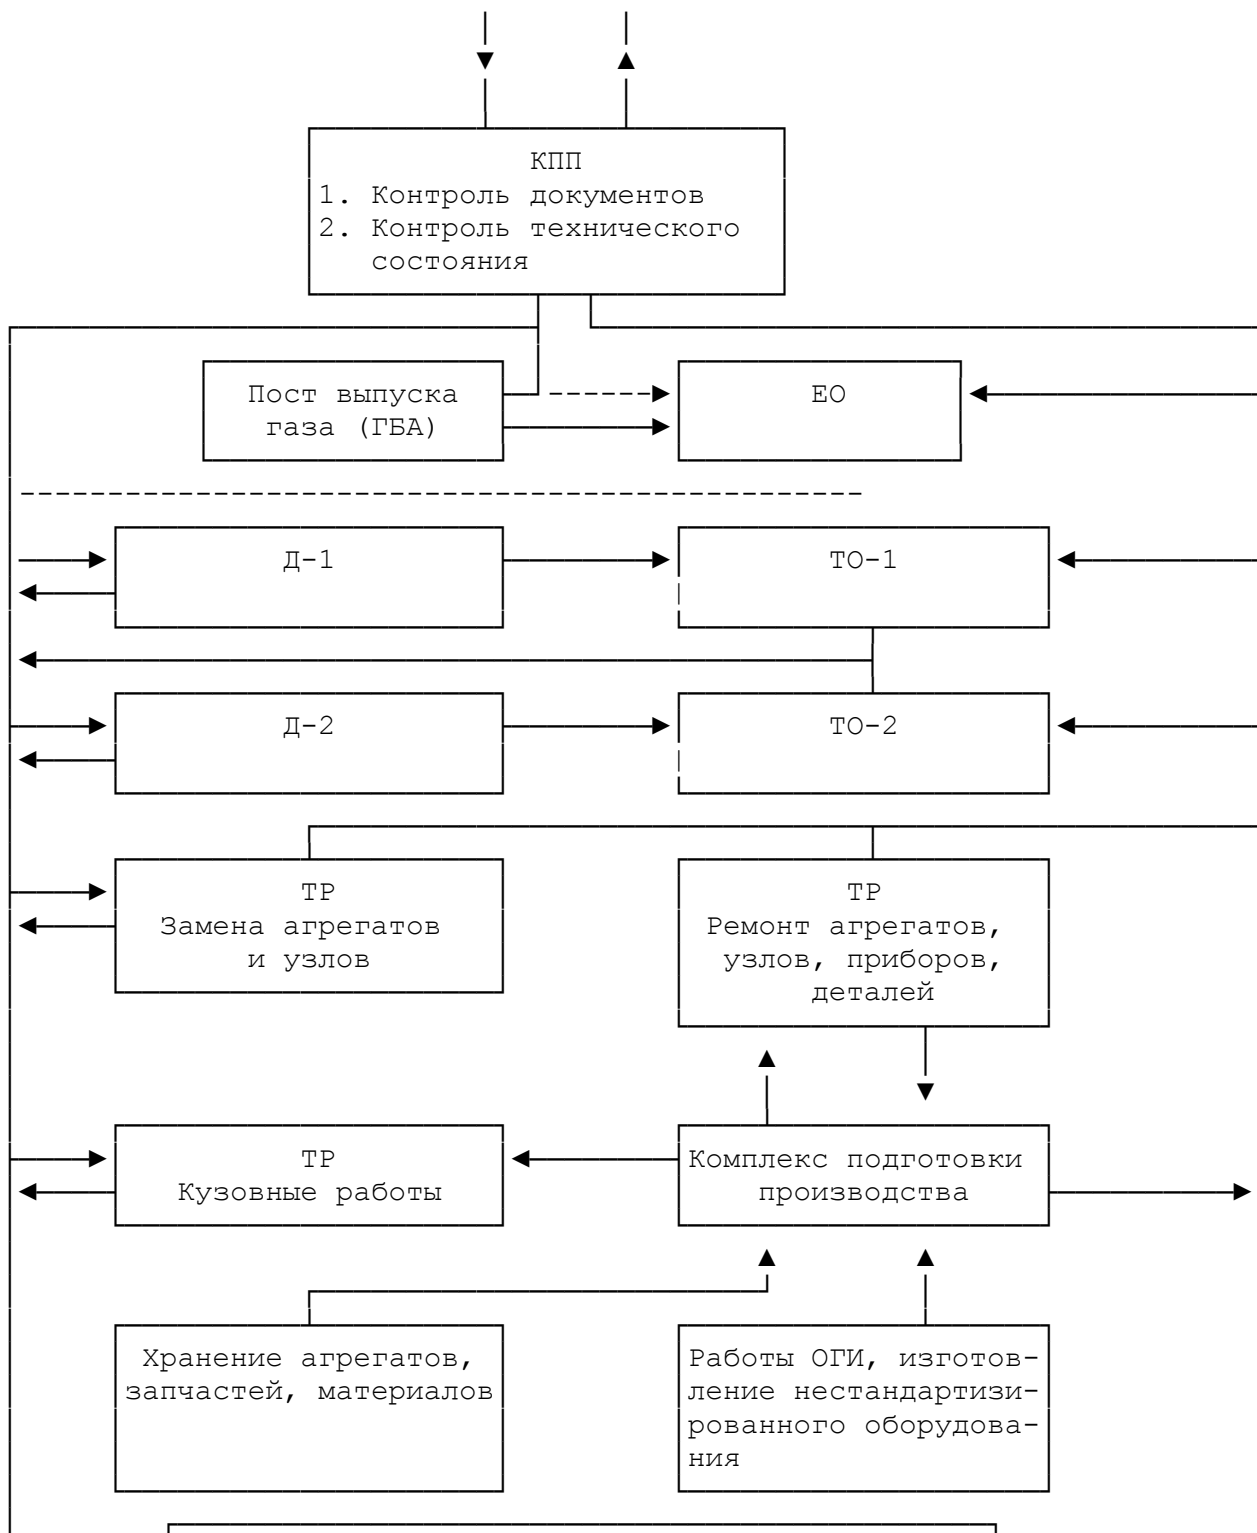 КПП
1. Контроль документов
2. Контроль технического
состояния
Пост выпуска
газа (ГБА)
ЕО
Д-1
ТО-1
Д-2
ТО-2
ТР
Замена агрегатов
и узлов
ТР
Ремонт агрегатов,
узлов, приборов,
деталей
ТР
Кузовные работы
Комплекс подготовки
производства
Хранение агрегатов,
запчастей, материалов
Работы ОГИ, изготов-
ление нестандартизи-
рованного оборудова-
ния